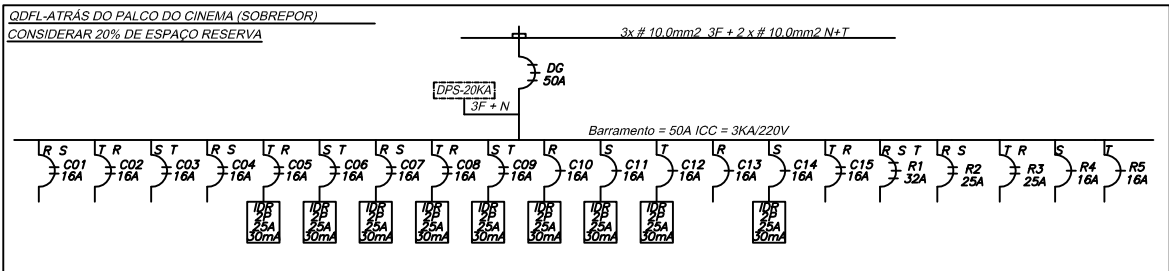 QDFL-ATRÁS DO PALCO DO CINEMA (SOBREPOR)
CONSIDERAR 20% DE ESPAÇO RESERVA
3x # 10.0mm2 3F + 2 x # 10.0mm2 N+T
DG
50A
DPS-20KA
3F + N
Barramento = 50A ICC = 3KA/220V
R S C01 16A
T R C02 16A
S T C03 16A
R S C04 16A
T R C05 16A
S T C06 16A
R S C07 16A
T R C08 16A
S T C09 16A
R C10 16A
S C11 16A
T C12 16A
R C13 16A
S C14 16A
T R C15 16A
R S T R1 32A
R S R2 25A
T R R3 25A
S R4 16A
T R5 16A
IDR 2P 25A 30mA
IDR 2P 25A 30mA
IDR 2P 25A 30mA
IDR 2P 25A 30mA
IDR 2P 25A 30mA
IDR 2P 25A 30mA
IDR 2P 25A 30mA
IDR 2P 25A 30mA
IDR 2P 25A 30mA